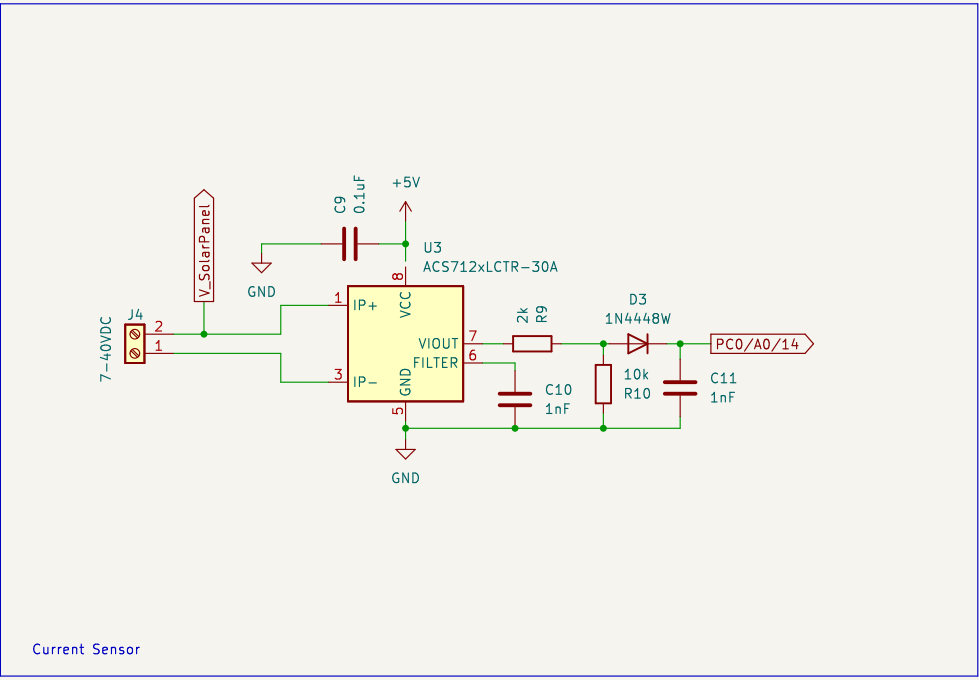 C9
0.1uF
+5V
V_SolarPanel
U3
ACS712xLCTR-30A
GND
8
VCC
J4
7-40VDC
2
1
1
IP+
3
IP-
VIOUT
7
FILTER
6
GND
5
2k
R9
D3
1N4448W
PC0/A0/14
10k
R10
C10
1nF
C11
1nF
GND
Current Sensor